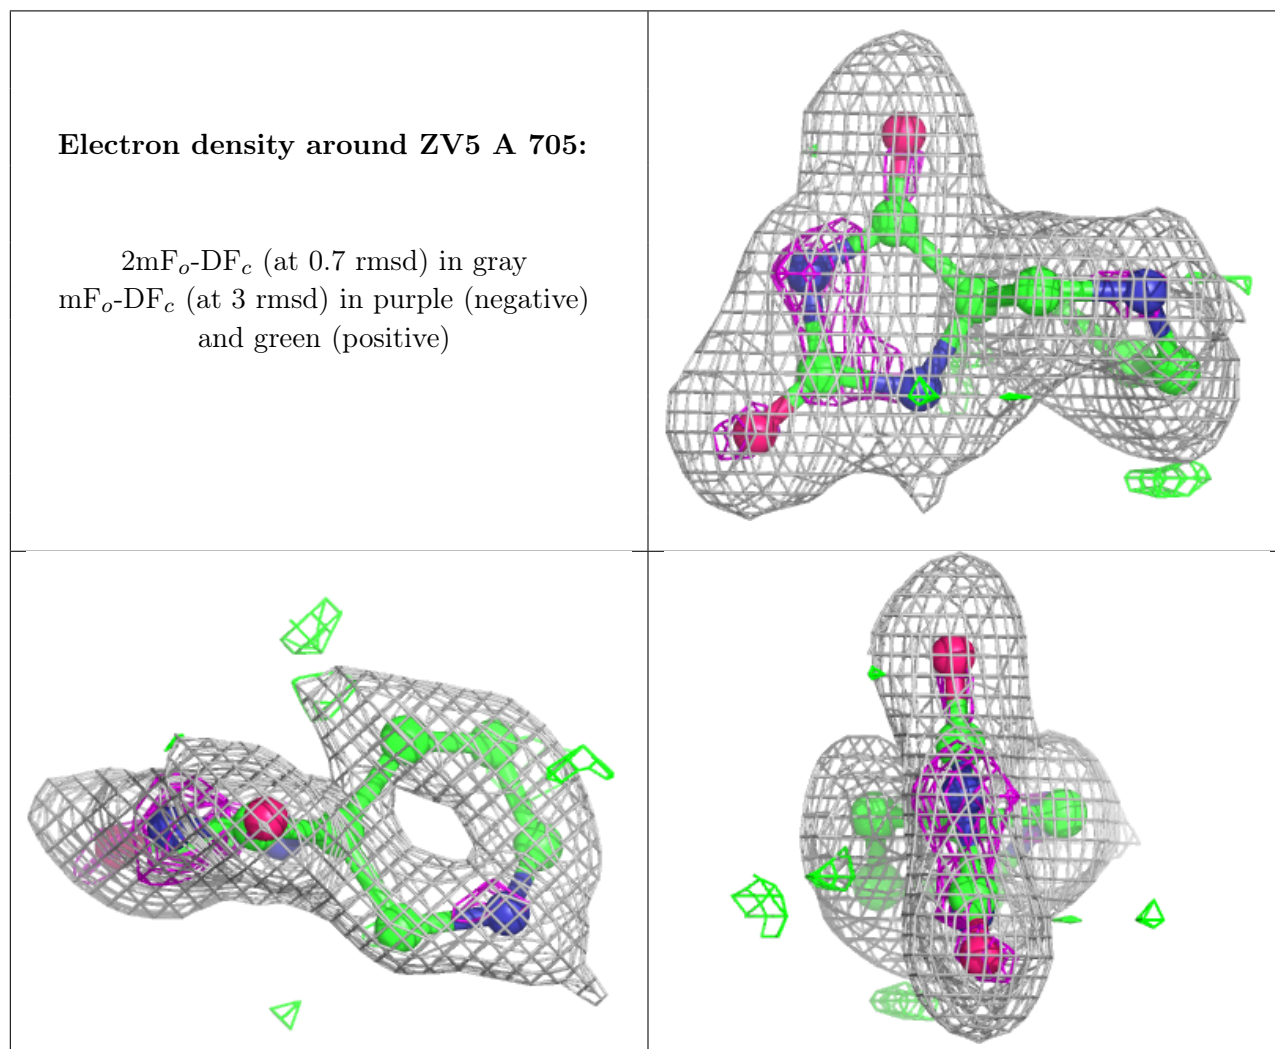 Electron density around ZV5 A 705:
2mFₒ-DF𝒸 (at 0.7 rmsd) in gray
mFₒ-DF𝒸 (at 3 rmsd) in purple (negative)
and green (positive)